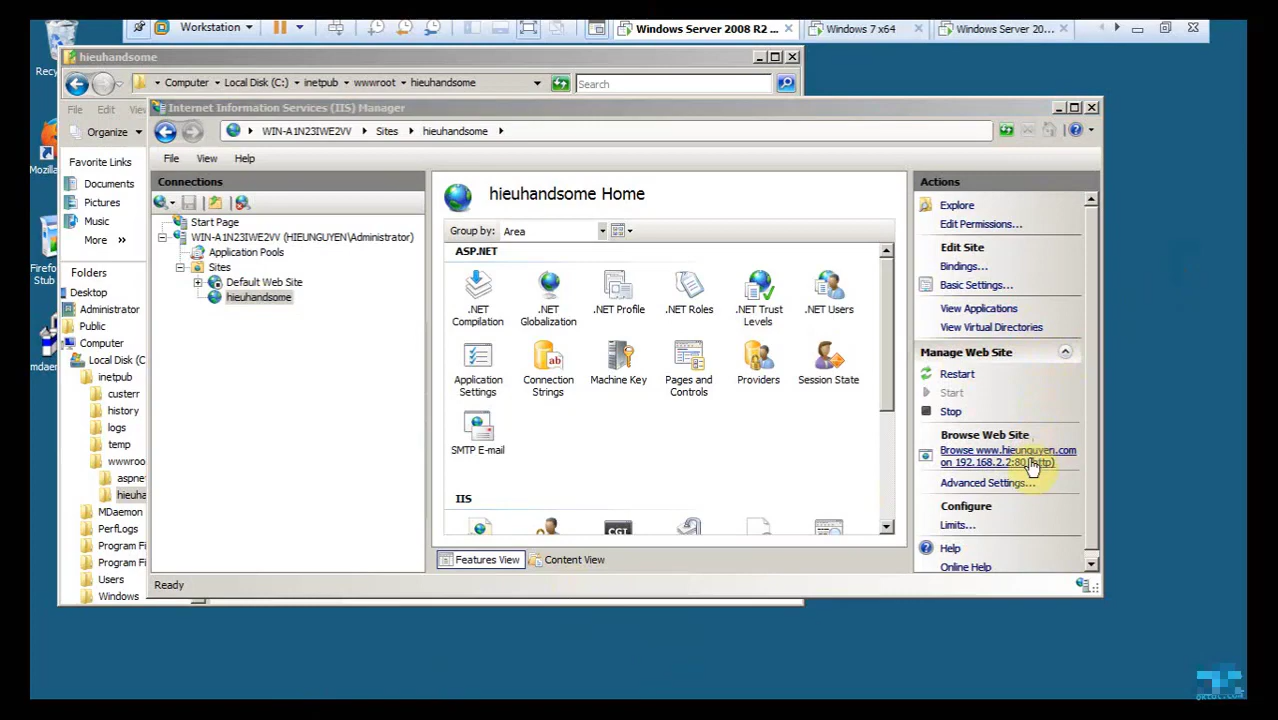 Workstation
Windows Server 2008 R2 ...
Windows 7 x64
Windows Server 20...
hieuhandsome
Computer
Local Disk (C:)
inetpub
wwwroot
hieuhandsome
Search
File
Edit
Organize
Internet Information Services (IIS) Manager
WIN-A1N23IWE2VV
Sites
hieuhandsome
File
View
Help
Favorite Links
Documents
Pictures
Music
More
Folders
Desktop
Administrator
Public
Computer
Local Disk (C
inetpub
custerr
history
logs
temp
wwwroo
aspne
hieuha
MDaemon
PerfLogs
Program Fi
Program Fi
Users
Windows
Connections
Start Page
WIN-A1N23IWE2VV (HIEUNGUYEN\Administrator)
Application Pools
Sites
Default Web Site
hieuhandsome
hieuhandsome Home
Group by:
Area
ASP.NET
.NET Compilation
.NET Globalization
.NET Profile
.NET Roles
.NET Trust Levels
.NET Users
Application Settings
Connection Strings
Machine Key
Pages and Controls
Providers
Session State
SMTP E-mail
IIS
CGI
Features View
Content View
Ready
Actions
Explore
Edit Permissions...
Edit Site
Bindings...
Basic Settings...
View Applications
View Virtual Directories
Manage Web Site
Restart
Start
Stop
Browse Web Site
Browse www.hieunguyen.com
on 192.168.2.2:80 (http)
Advanced Settings...
Configure
Limits...
Help
Online Help